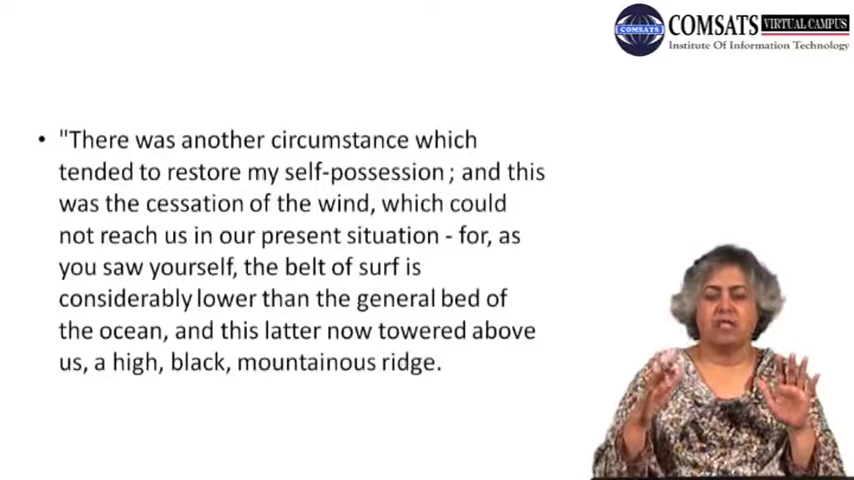 COMSATS VIRTUAL CAMPUS
COMSATS
Institute Of Information Technology
• "There was another circumstance which
tended to restore my self-possession ; and this
was the cessation of the wind, which could
not reach us in our present situation - for, as
you saw yourself, the belt of surf is
considerably lower than the general bed of
the ocean, and this latter now towered above
us, a high, black, mountainous ridge.